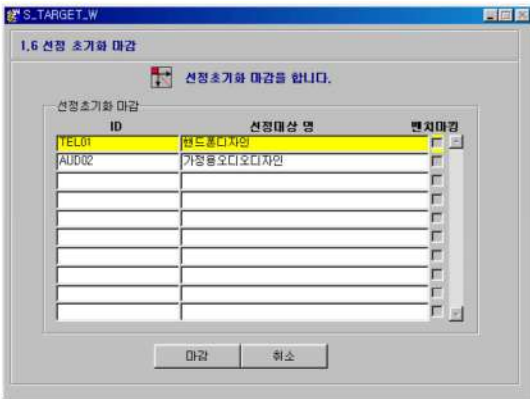 S_TARGET_W
1.6 선정 초기화 마감
선정초기화 마감을 합니다.
선정초기화 마감
ID 선정대상 명 벤치마킹
TEL01 핸드폰디자인
AUD02 가정용오디오디자인
마감 취소